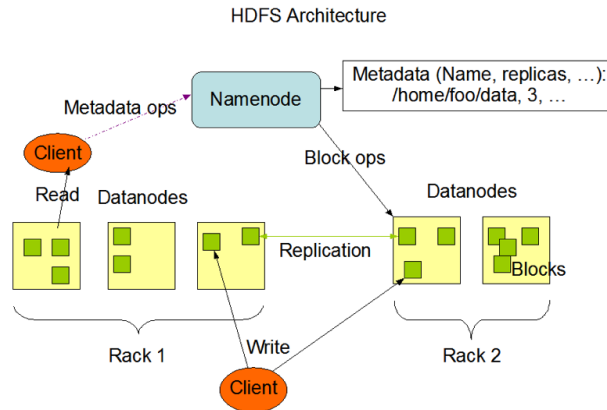 HDFS Architecture
Metadata (Name, replicas, …):
/home/foo/data, 3, …
Namenode
Metadata ops
Client
Block ops
Read
Datanodes
Datanodes
Replication
Blocks
Rack 1
Write
Rack 2
Client